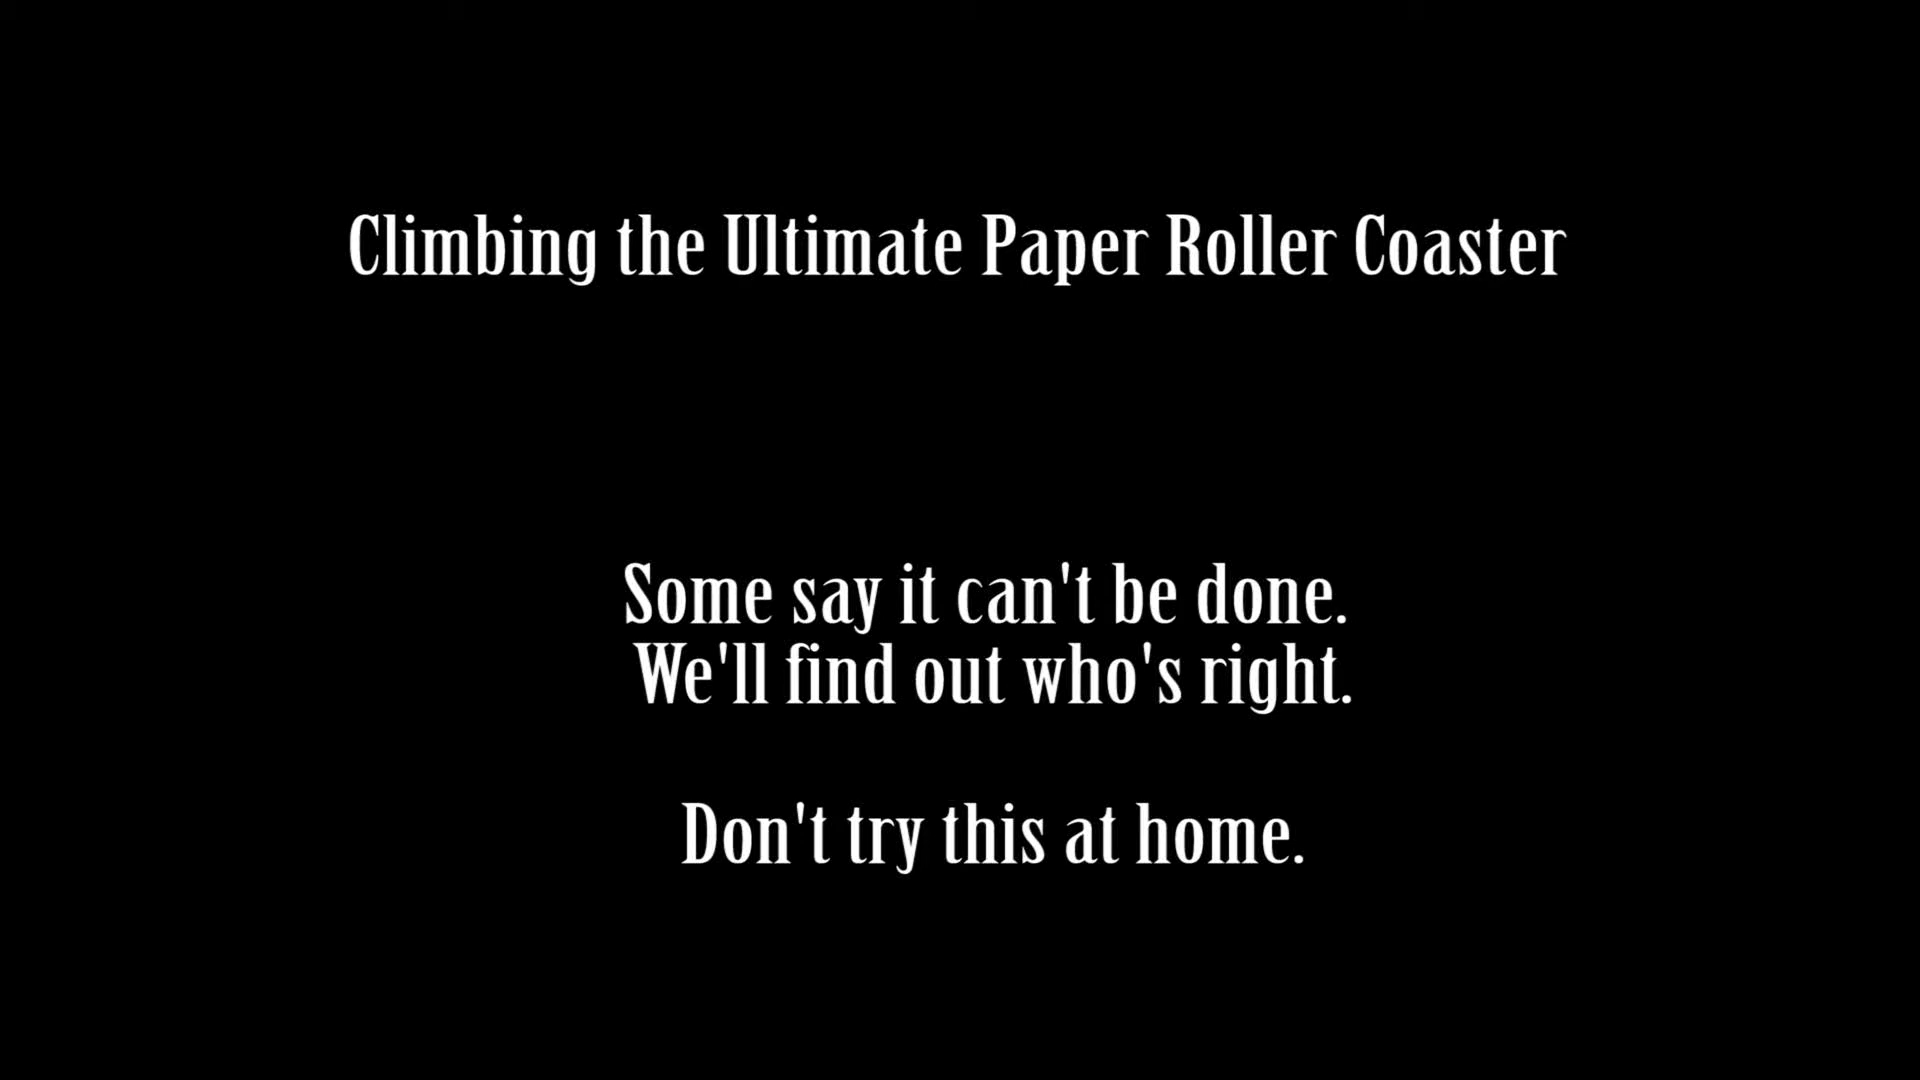 Climbing the Ultimate Paper Roller Coaster
Some say it can't be done.
We'll find out who's right.
Don't try this at home.